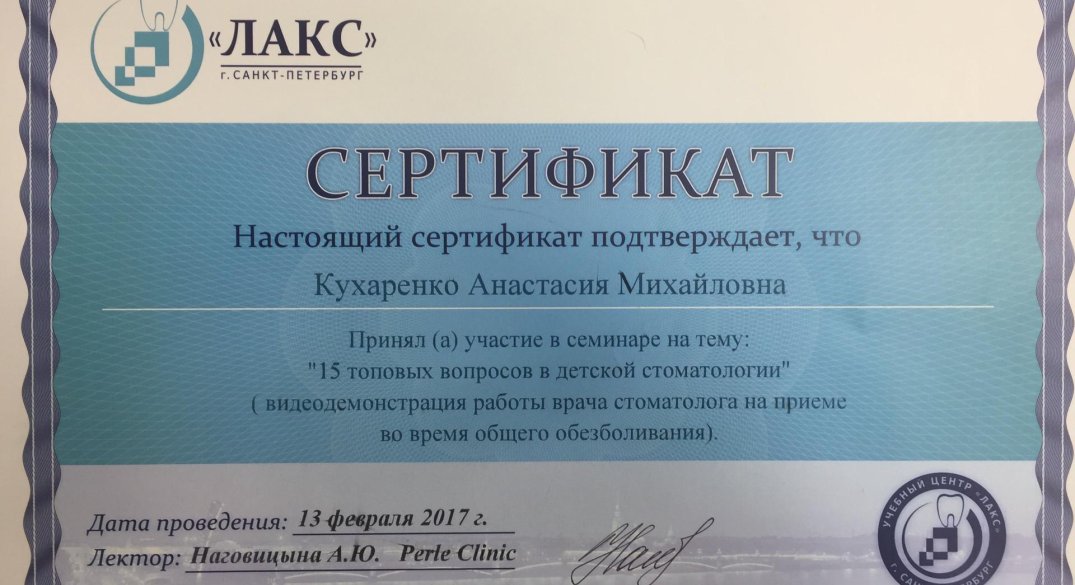 «ЛАКС»
г. САНКТ-ПЕТЕРБУРГ
СЕРТИФИКАТ
Настоящий сертификат подтверждает, что
Кухаренко Анастасия Михайловна
Принял (а) участие в семинаре на тему:
"15 топовых вопросов в детской стоматологии"
( видеодемонстрация работы врача стоматолога на приеме
во время общего обезболивания).
Дата проведения: 13 февраля 2017 г.
Лектор: Наговицына А.Ю. Perle Clinic
УЧЕБНЫЙ ЦЕНТР «ЛАКС»